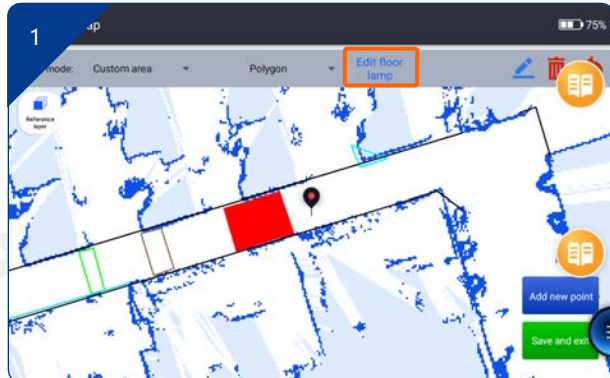 1
ap
75%
mode:
Custom area
Polygon
Edit floor
lamp
Reference
layer
Add new point
Save and exit